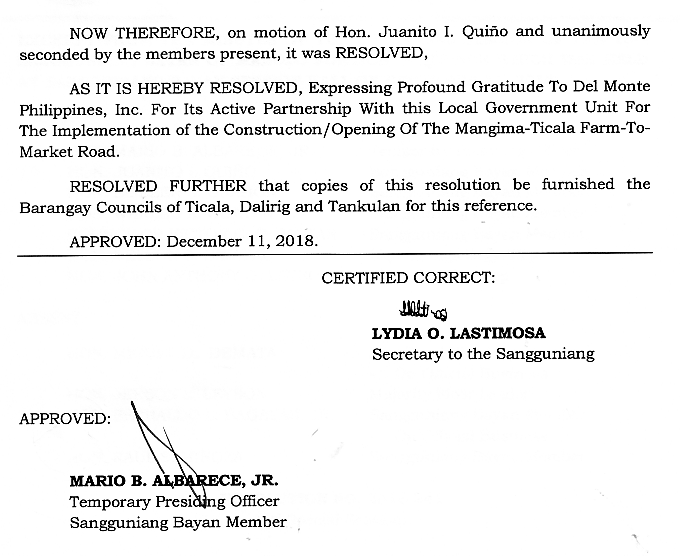 NOW THEREFORE, on motion of Hon. Juanito I. Quiño and unanimously
seconded by the members present, it was RESOLVED,
AS IT IS HEREBY RESOLVED, Expressing Profound Gratitude To Del Monte
Philippines, Inc. For Its Active Partnership With this Local Government Unit For
The Implementation of the Construction/Opening Of The Mangima-Ticala Farm-To-
Market Road.
RESOLVED FURTHER that copies of this resolution be furnished the
Barangay Councils of Ticala, Dalirig and Tankulan for this reference.
APPROVED: December 11, 2018.
CERTIFIED CORRECT:
LYDIA O. LASTIMOSA
Secretary to the Sangguniang
APPROVED:
MARIO B. ALBARECE, JR.
Temporary Presiding Officer
Sangguniang Bayan Member